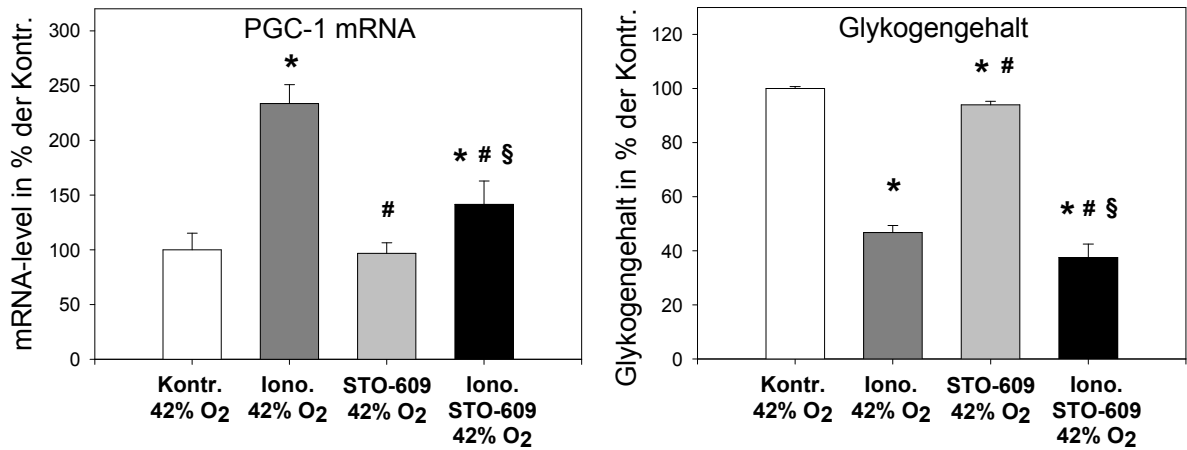 PGC-1 mRNA
mRNA-level in % der Kontr.
300
250
200
150
100
50
0
*
#
* # §
Kontr.
42% O2
Iono.
42% O2
STO-609
42% O2
Iono.
STO-609
42% O2
Glykogengehalt
Glykogengehalt in % der Kontr.
120
100
80
60
40
20
0
*
* #
* # §
Kontr.
42% O2
Iono.
42% O2
STO-609
42% O2
Iono.
STO-609
42% O2